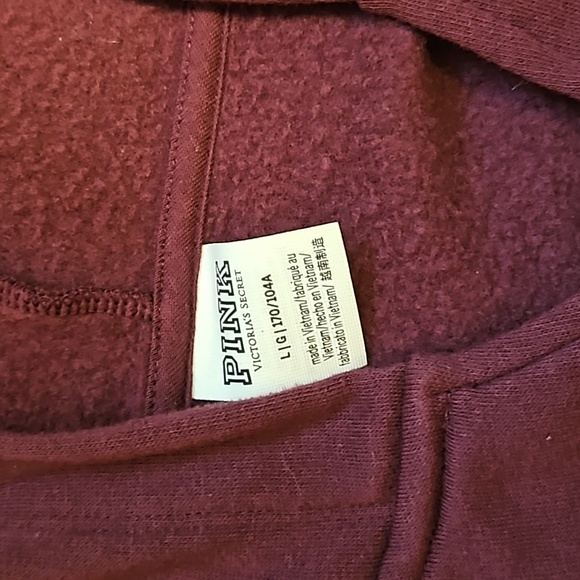 PINK
VICTORIA'S SECRET
L | G | 170/104A
made in Vietnam/fabriqué au
Vietnam/hecho en Vietnam/
fabbricato in Vietnam/ 越南制造